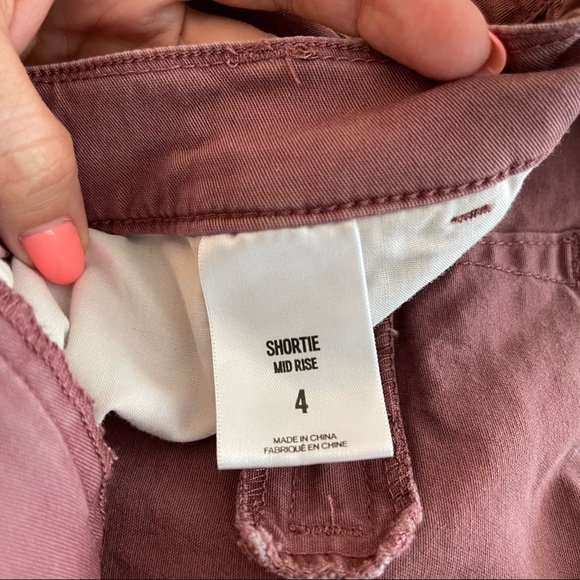 SHORTIE
MID RISE
4
MADE IN CHINA
FABRIQUÉ EN CHINE